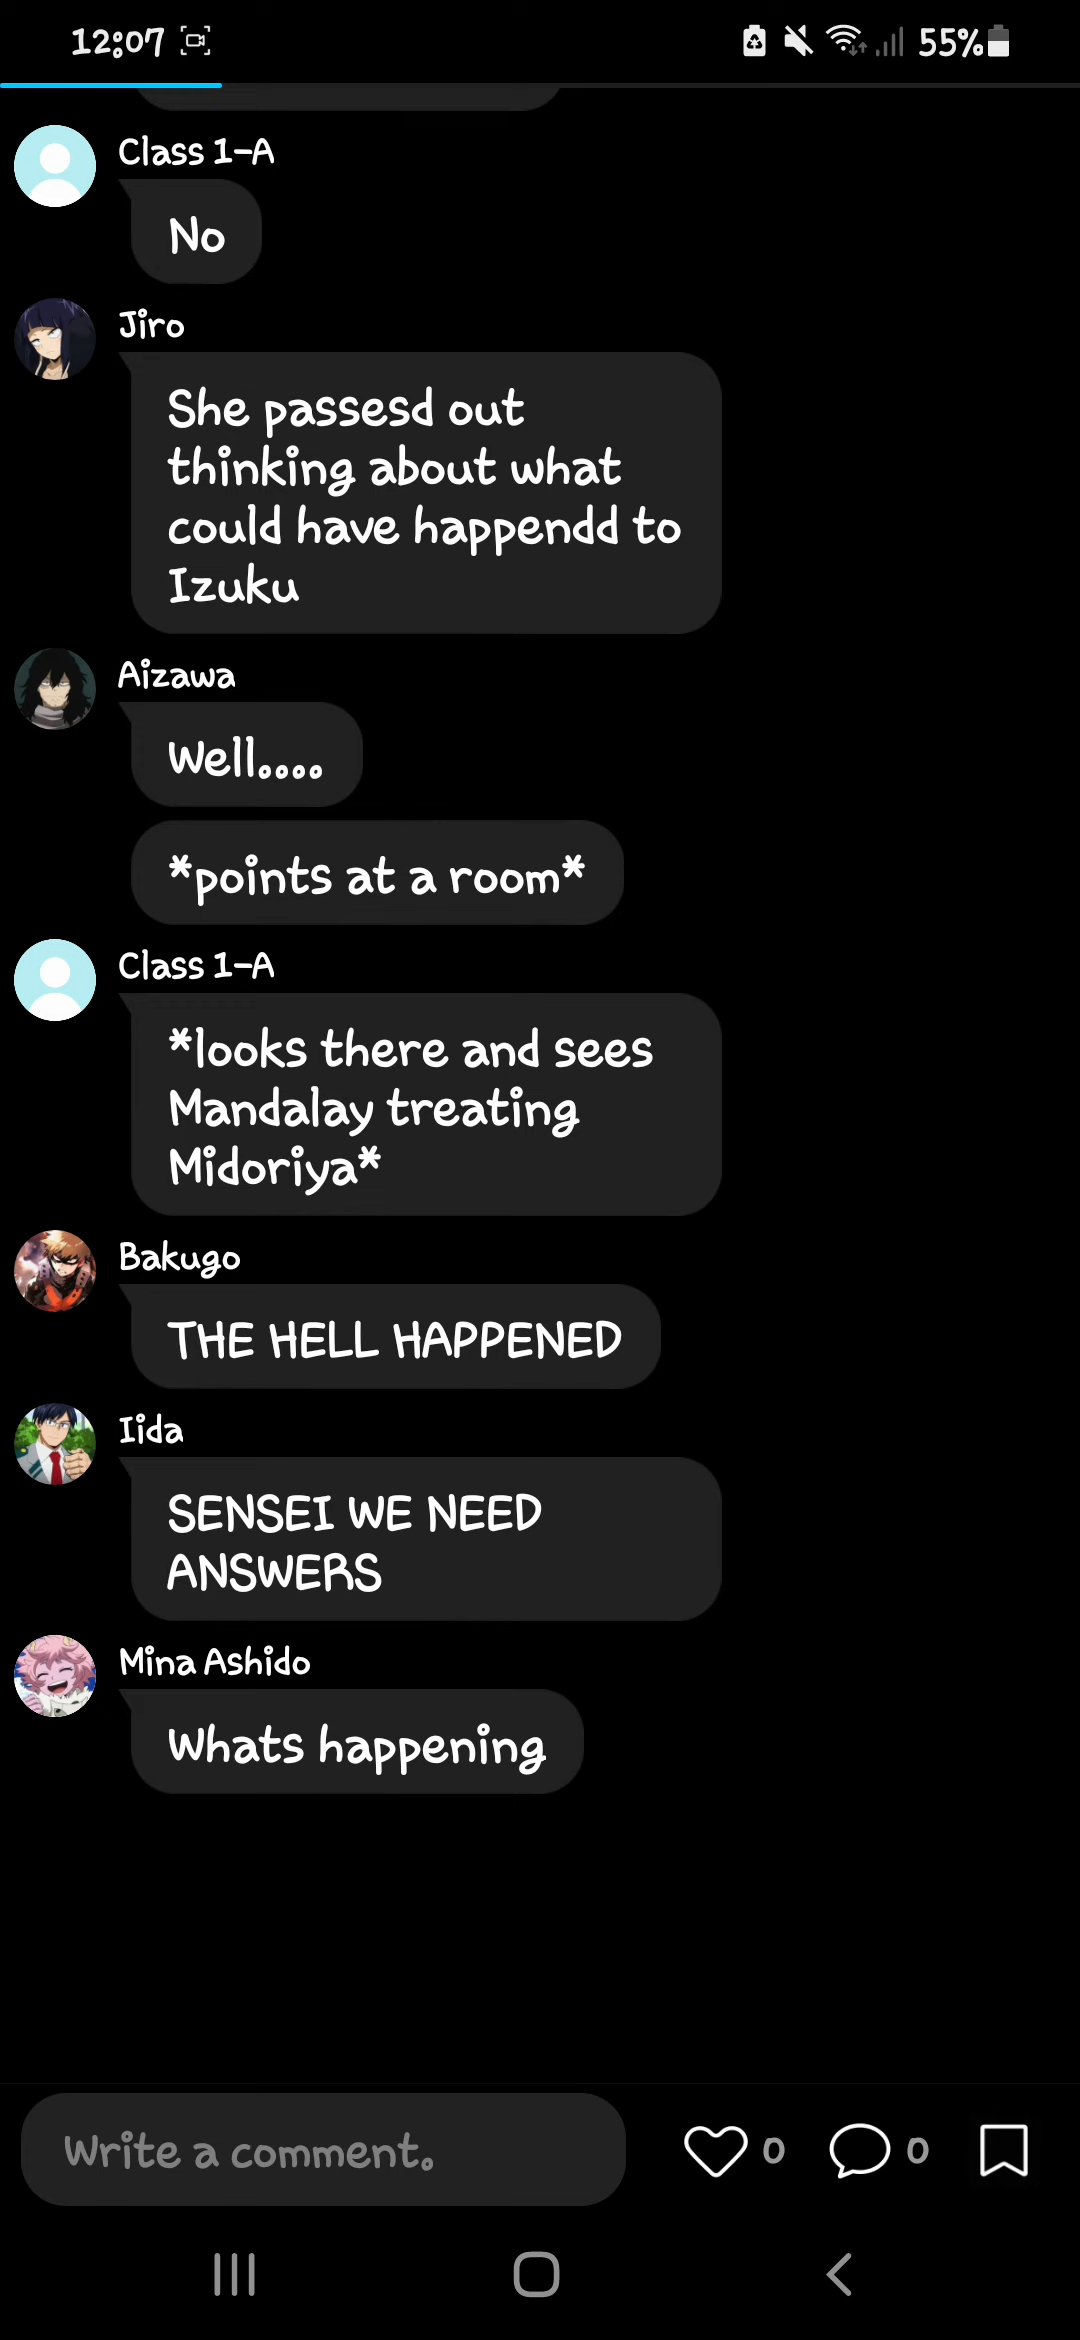 12:07
55%
Class 1-A
No
Jiro
She passesd out
thinking about what
could have happendd to
Izuku
Aizawa
Well....
*points at a room*
Class 1-A
*looks there and sees
Mandalay treating
Midoriya*
Bakugo
THE HELL HAPPENED
Iida
SENSEI WE NEED
ANSWERS
Mina Ashido
Whats happening
Write a comment.
0
0